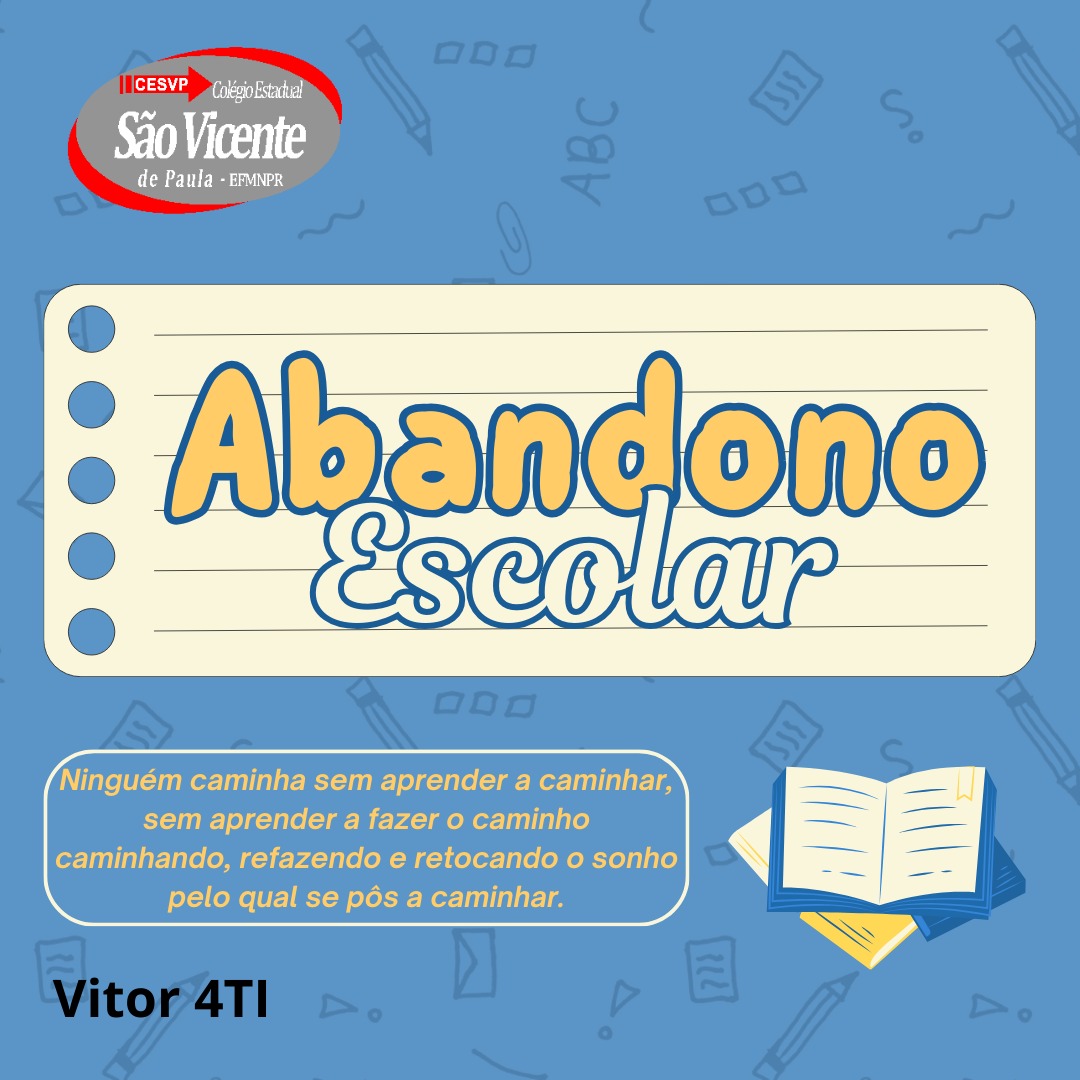 CESVP Colégio Estadual
São Vicente
de Paula - EFMNPR
ABC
Abandono
Escolar
Ninguém caminha sem aprender a caminhar,
sem aprender a fazer o caminho
caminhando, refazendo e retocando o sonho
pelo qual se pôs a caminhar.
Vitor 4TI